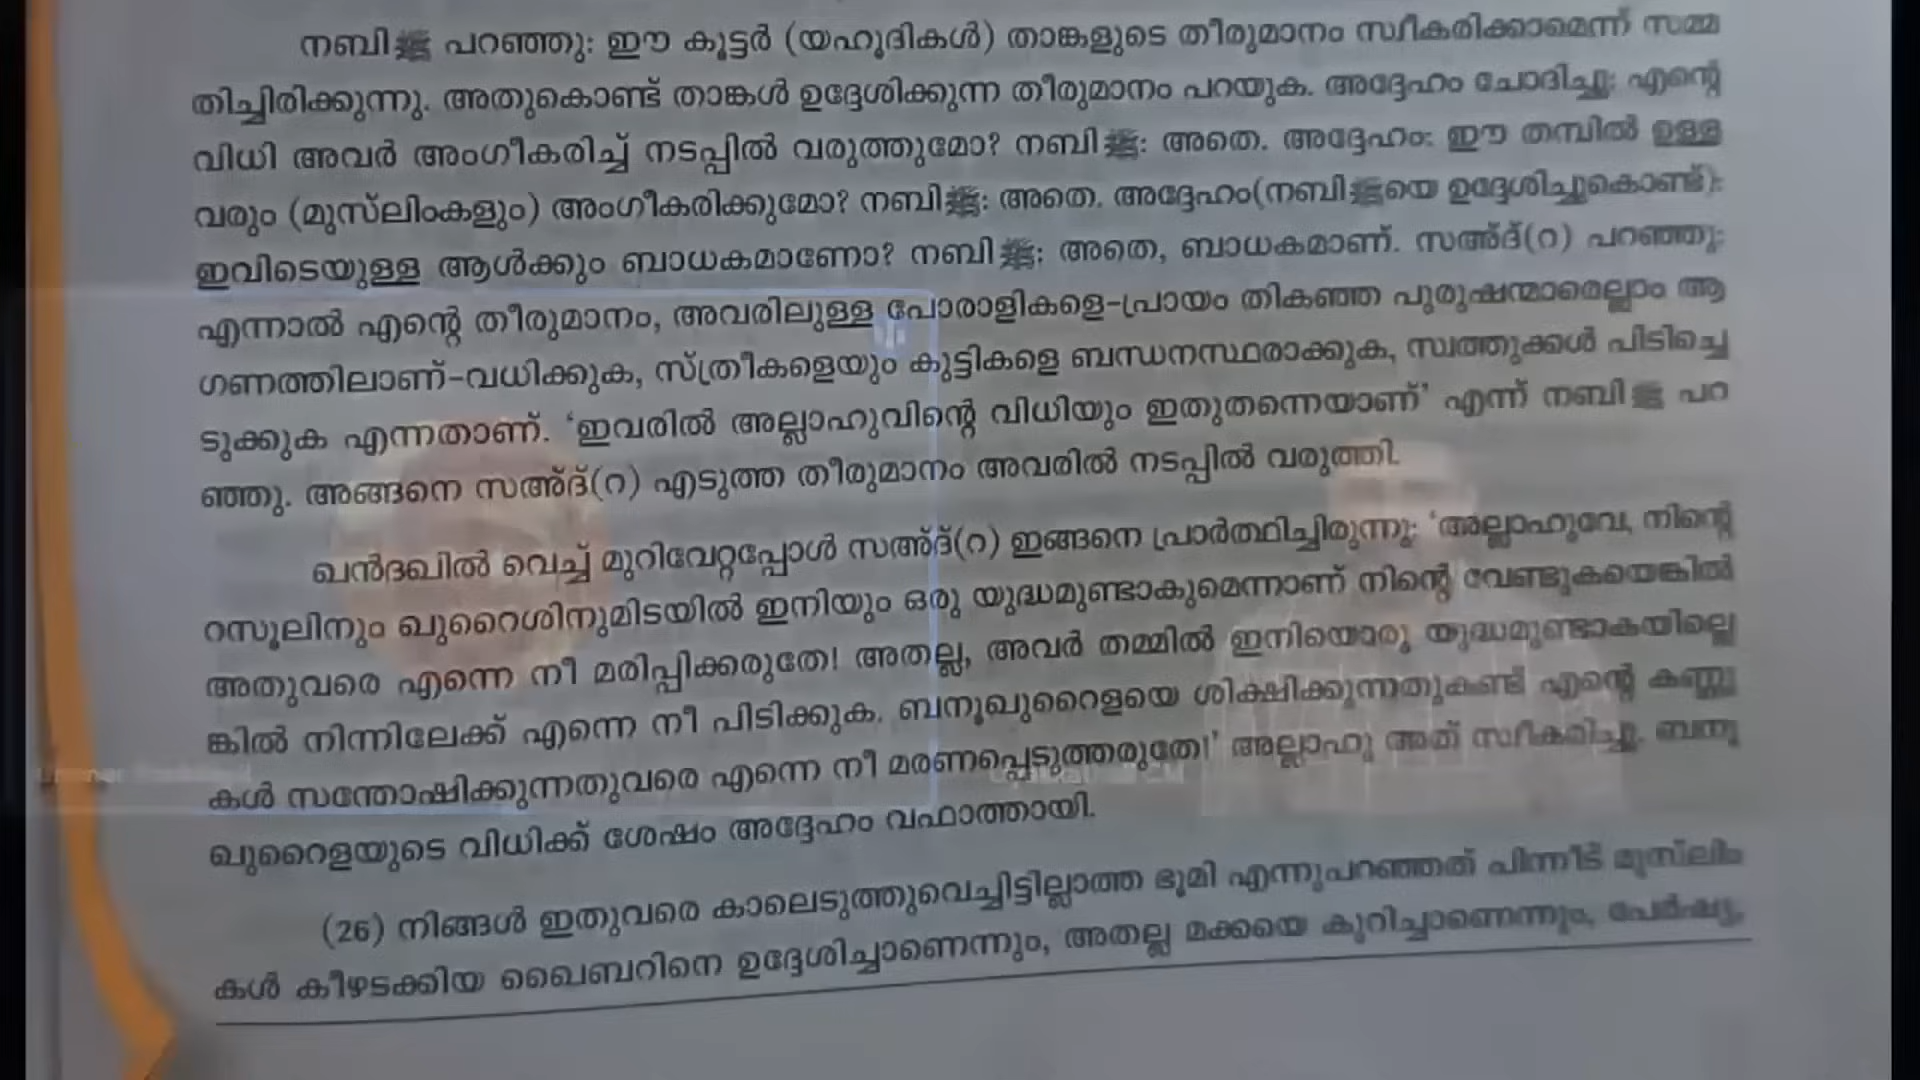 നബിﷺ പറഞ്ഞു: ഈ കൂട്ടർ (യഹൂദികൾ) താങ്കളുടെ തീരുമാനം സ്വീകരിക്കാമെന്ന് സമ്മ
തിച്ചിരിക്കുന്നു. അതുകൊണ്ട് താങ്കൾ ഉദ്ദേശിക്കുന്ന തീരുമാനം പറയുക. അദ്ദേഹം ചോദിച്ചു: എന്റെ
വിധി അവർ അംഗീകരിച്ച് നടപ്പിൽ വരുത്തുമോ? നബിﷺ: അതെ. അദ്ദേഹം: ഈ തമ്പിൽ ഉള്ള
വരും (മുസ്‌ലിംകളും) അംഗീകരിക്കുമോ? നബിﷺ: അതെ. അദ്ദേഹം(നബിﷺയെ ഉദ്ദേശിച്ചുകൊണ്ട്):
ഇവിടെയുള്ള ആൾക്കും ബാധകമാണോ? നബിﷺ: അതെ, ബാധകമാണ്. സഅ്ദ്(റ) പറഞ്ഞു:
എന്നാൽ എന്റെ തീരുമാനം, അവരിലുള്ള പോരാളികളെ-പ്രായം തികഞ്ഞ പുരുഷന്മാരെല്ലാം ആ
ഗണത്തിലാണ്-വധിക്കുക, സ്ത്രീകളെയും കുട്ടികളെ ബന്ധനസ്ഥരാക്കുക, സ്വത്തുക്കൾ പിടിച്ചെ
ടുക്കുക എന്നതാണ്. 'ഇവരിൽ അല്ലാഹുവിന്റെ വിധിയും ഇതുതന്നെയാണ്' എന്ന് നബിﷺ പറ
ഞ്ഞു. അങ്ങനെ സഅ്ദ്(റ) എടുത്ത തീരുമാനം അവരിൽ നടപ്പിൽ വരുത്തി.
ഖൻദഖിൽ വെച്ച് മുറിവേറ്റപ്പോൾ സഅ്ദ്(റ) ഇങ്ങനെ പ്രാർത്ഥിച്ചിരുന്നു: 'അല്ലാഹുവേ, നിന്റെ
റസൂലിനും ഖുറൈശിനുമിടയിൽ ഇനിയും ഒരു യുദ്ധമുണ്ടാകുമെന്നാണ് നിന്റെ വേണ്ടുകയെങ്കിൽ
അതുവരെ എന്നെ നീ മരിപ്പിക്കരുതേ! അതല്ല, അവർ തമ്മിൽ ഇനിയൊരു യുദ്ധമുണ്ടാകയില്ലെ
ങ്കിൽ നിന്നിലേക്ക് എന്നെ നീ പിടിക്കുക. ബനൂഖുറൈളയെ ശിക്ഷിക്കുന്നതുകണ്ട് എന്റെ കണ്ണു
കൾ സന്തോഷിക്കുന്നതുവരെ എന്നെ നീ മരണപ്പെടുത്തരുതേ!' അല്ലാഹു അത് സ്വീകരിച്ചു. ബനൂ
ഖുറൈളയുടെ വിധിക്ക് ശേഷം അദ്ദേഹം വഫാത്തായി.
(26) നിങ്ങൾ ഇതുവരെ കാലെടുത്തുവെച്ചിട്ടില്ലാത്ത ഭൂമി എന്നുപറഞ്ഞത് പിന്നീട് മുസ്‌ലിം
കൾ കീഴടക്കിയ ഖൈബറിനെ ഉദ്ദേശിച്ചാണെന്നും, അതല്ല മക്കയെ കുറിച്ചാണെന്നും, പേർഷ്യ,